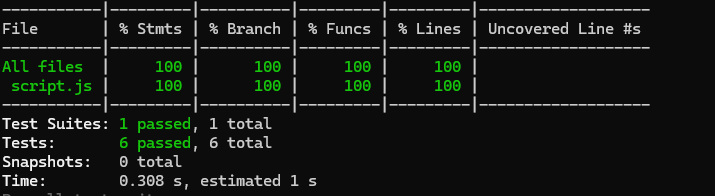 ----------|---------|----------|---------|---------|-------------------
File      | % Stmts | % Branch | % Funcs | % Lines | Uncovered Line #s
----------|---------|----------|---------|---------|-------------------
All files |     100 |      100 |     100 |     100 |
 script.js |     100 |      100 |     100 |     100 |
----------|---------|----------|---------|---------|-------------------
Test Suites: 1 passed, 1 total
Tests:       6 passed, 6 total
Snapshots:   0 total
Time:        0.308 s, estimated 1 s